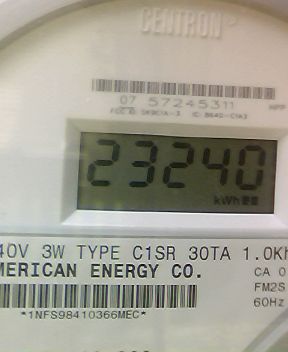 CENTRON
07 57245311
23240
kWh
40V 3W TYPE C1SR 30TA 1.0Kh
MERICAN ENERGY CO.
CA 0
FM2S
60Hz
*1NFS98410366MEC*